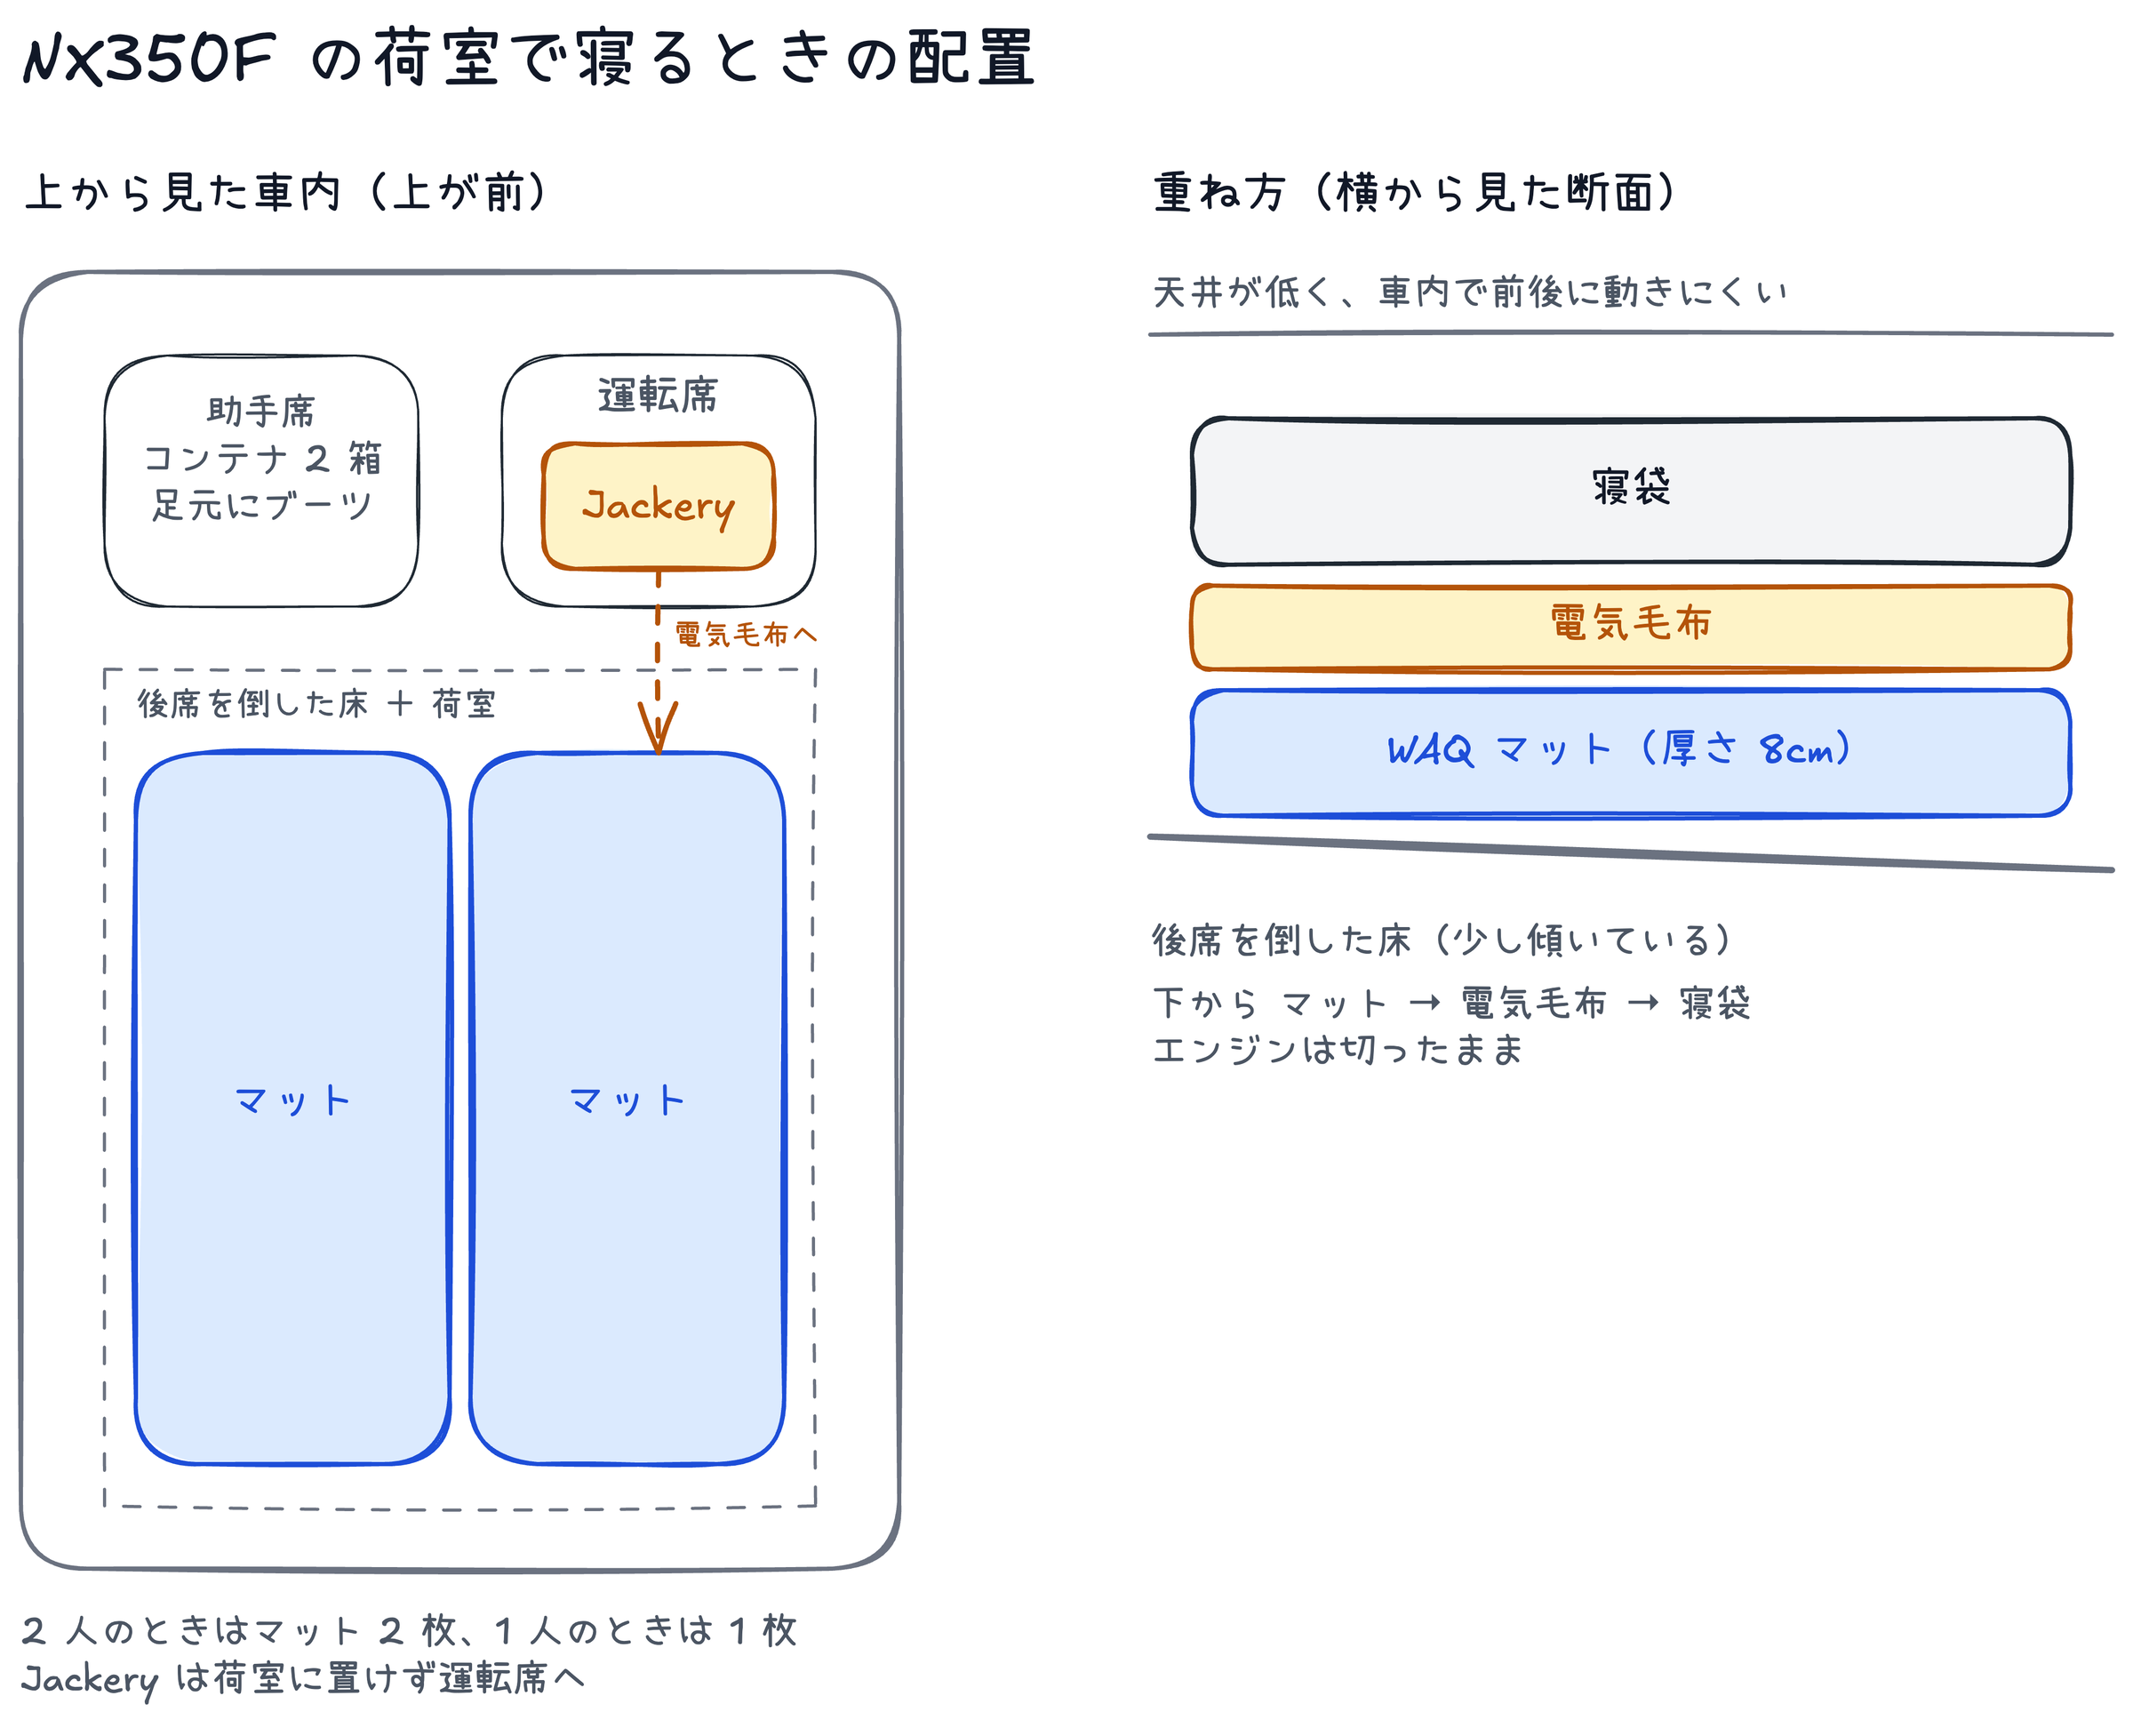 NX350F の荷室で寝るときの配置
上から見た車内（上が前）
助手席
コンテナ 2 箱
足元にブーツ
運転席
Jackery
電気毛布へ
後席を倒した床 ＋ 荷室
マット
マット
2 人のときはマット 2 枚、1 人のときは 1 枚
Jackery は荷室に置けず運転席へ
重ね方（横から見た断面）
天井が低く、車内で前後に動きにくい
寝袋
電気毛布
WAQ マット（厚さ 8cm）
後席を倒した床（少し傾いている）
下から マット → 電気毛布 → 寝袋
エンジンは切ったまま